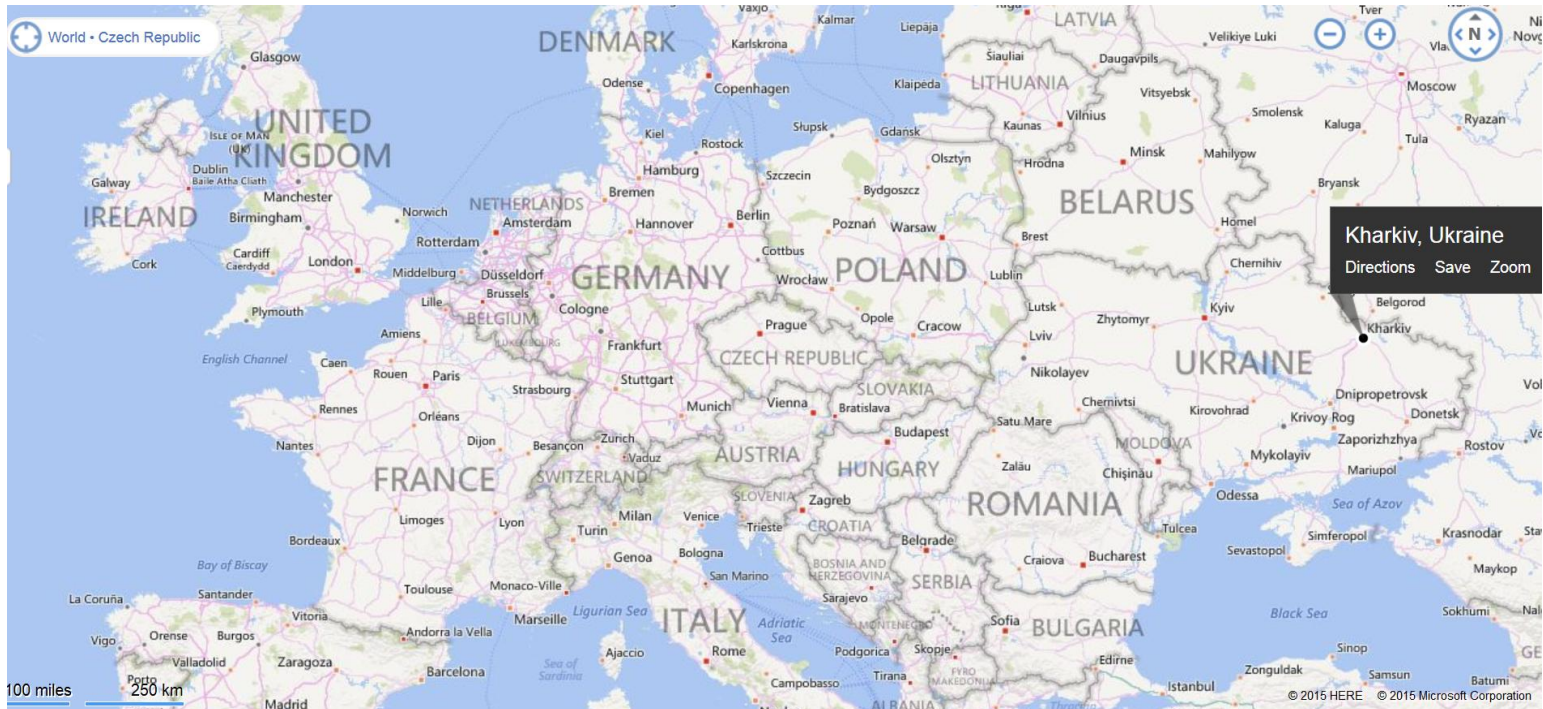 World • Czech Republic
Glasgow
UNITED
KINGDOM
ISLE OF MAN
(UK)
Dublin
Baile Atha Cliath
Galway
IRELAND
Cork
Manchester
Birmingham
Norwich
Cardiff
Caerdydd
London
Plymouth
English Channel
DENMARK
Odense
Copenhagen
Växjö
Kalmar
Karlskrona
Liepāja
Klaipėda
LATVIA
Šiauliai
LITHUANIA
Kaunas
Vilnius
Daugavpils
Velikiye Luki
Tver
Moscow
Vitsyebsk
Smolensk
Kaluga
Ryazan
Tula
Bryansk
N
Kiel
Rostock
Hamburg
Bremen
Hannover
Berlin
Cottbus
GERMANY
Düsseldorf
Cologne
Frankfurt
Stuttgart
Munich
NETHERLANDS
Amsterdam
Rotterdam
Middelburg
Brussels
BELGIUM
LUXEMBOURG
Lille
Słupsk
Gdańsk
Olsztyn
Szczecin
Bydgoszcz
Poznań
Warsaw
POLAND
Wrocław
Lublin
Opole
Cracow
Hrodna
Minsk
Mahilyow
BELARUS
Brest
Homel
Kharkiv, Ukraine
Directions Save Zoom
Chernihiv
Belgorod
Kharkiv
Lutsk
Zhytomyr
Kyiv
Lviv
UKRAINE
Nikolayev
Chernivtsi
Kirovohrad
Dnipropetrovsk
Krivoy Rog
Donetsk
Zaporizhzhya
Mykolayiv
Mariupol
Rostov
Odessa
Sea of Azov
Simferopol
Sevastopol
Krasnodar
Maykop
Black Sea
Sokhumi
Prague
CZECH REPUBLIC
SLOVAKIA
Bratislava
Vienna
AUSTRIA
Budapest
HUNGARY
Satu Mare
Zalău
ROMANIA
MOLDOVA
Chişinău
Tulcea
Craiova
Bucharest
Amiens
Caen
Rouen
Paris
Strasbourg
Rennes
Orléans
Nantes
Dijon
Besançon
FRANCE
Limoges
Lyon
Bordeaux
Toulouse
Marseille
Monaco-Ville
Bay of Biscay
Zurich
Vaduz
SWITZERLAND
Milan
Turin
Venice
Genoa
Bologna
San Marino
Ligurian Sea
ITALY
Adriatic
Sea
Rome
Campobasso
Ajaccio
Sea of
Sardinia
SLOVENIA
Trieste
Zagreb
CROATIA
BOSNIA AND
HERZEGOVINA
Sarajevo
Belgrade
SERBIA
MONTENEGRO
Podgorica
Skopje
Tirana
ALBANIA
FYRO
MAKEDONIJA
Sofia
BULGARIA
Edirne
Istanbul
Zonguldak
Sinop
Samsun
Batumi
La Coruña
Santander
Vitoria
Vigo
Orense
Burgos
Valladolid
Zaragoza
Andorra la Vella
Barcelona
Porto
Madrid
100 miles
250 km
© 2015 HERE © 2015 Microsoft Corporation